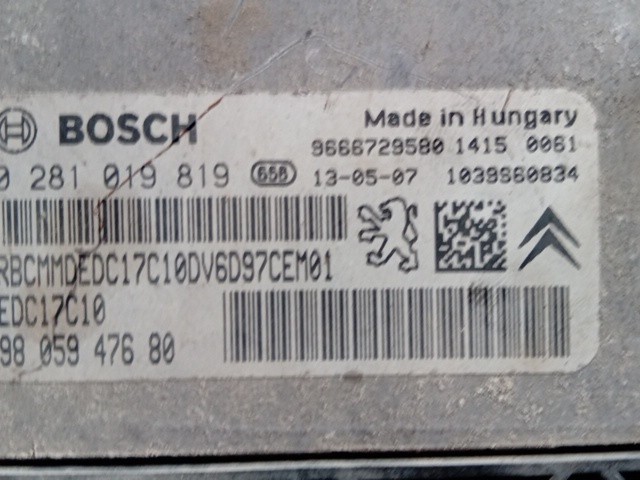 BOSCH
Made in Hungary
9666729580 1415 0061
0 281 019 819 658 13-05-07 1039S60834
RBCMMDEDC17C10DV6D97CEM01
EDC17C10
98 059 476 80